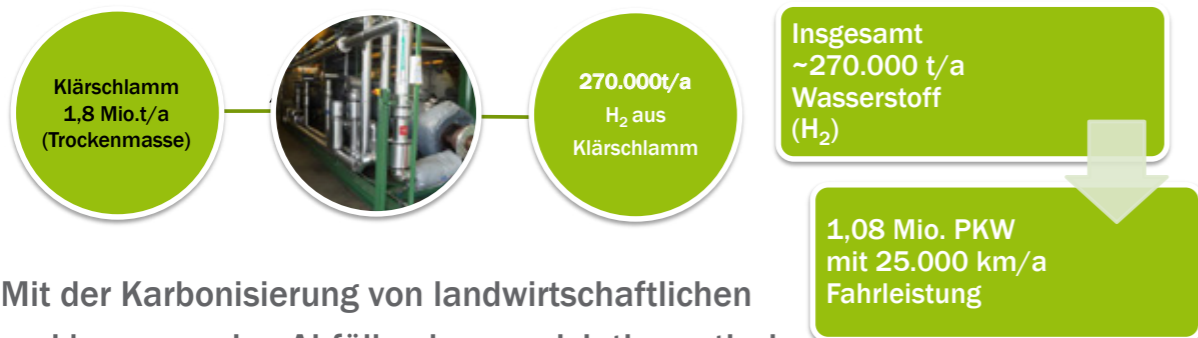 Klärschlamm
1,8 Mio.t/a
(Trockenmasse)
270.000t/a
H₂ aus
Klärschlamm
Insgesamt
~270.000 t/a
Wasserstoff
(H₂)
1,08 Mio. PKW
mit 25.000 km/a
Fahrleistung
Mit der Karbonisierung von landwirtschaftlichen